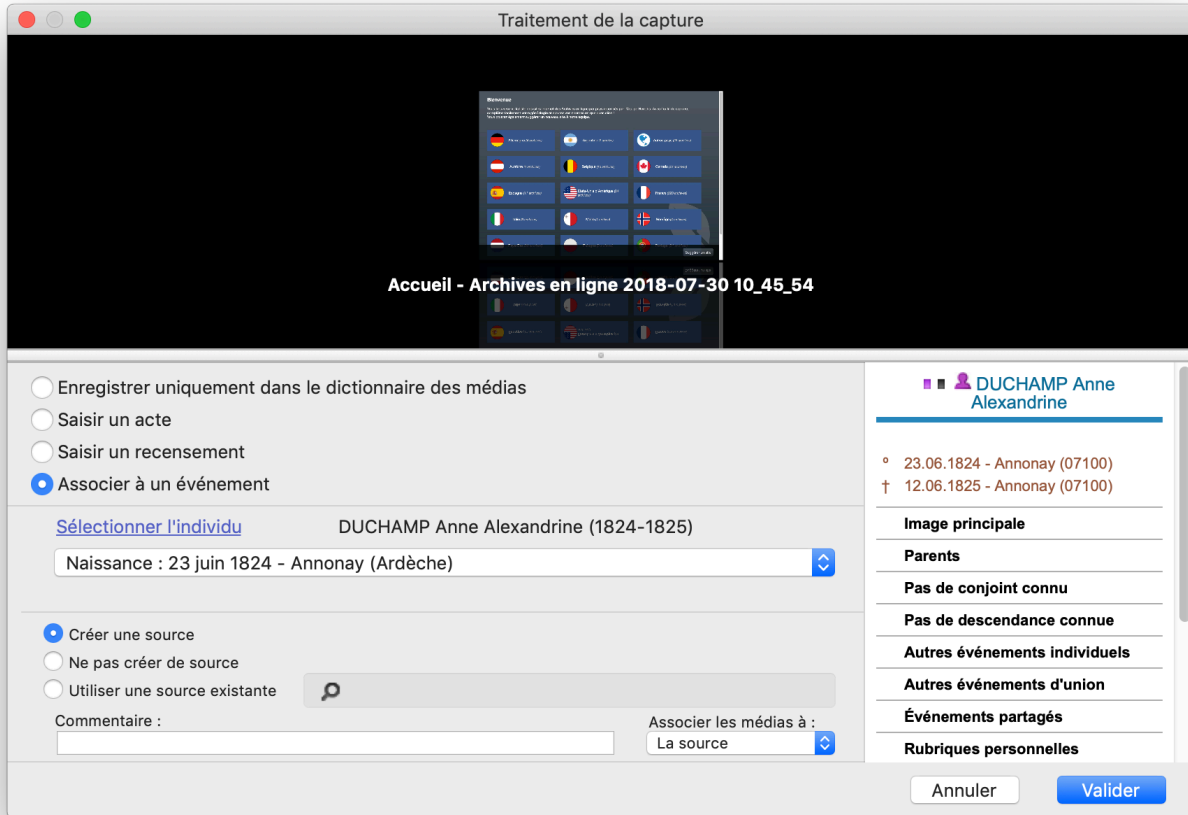 Traitement de la capture
Bienvenue
Accueil - Archives en ligne 2018-07-30 10_45_54
Enregistrer uniquement dans le dictionnaire des médias
Saisir un acte
Saisir un recensement
Associer à un événement
Sélectionner l'individu DUCHAMP Anne Alexandrine (1824-1825)
Naissance : 23 juin 1824 - Annonay (Ardèche)
Créer une source
Ne pas créer de source
Utiliser une source existante
Commentaire :
Associer les médias à :
La source
DUCHAMP Anne
Alexandrine
° 23.06.1824 - Annonay (07100)
† 12.06.1825 - Annonay (07100)
Image principale
Parents
Pas de conjoint connu
Pas de descendance connue
Autres événements individuels
Autres événements d'union
Événements partagés
Rubriques personnelles
Annuler
Valider